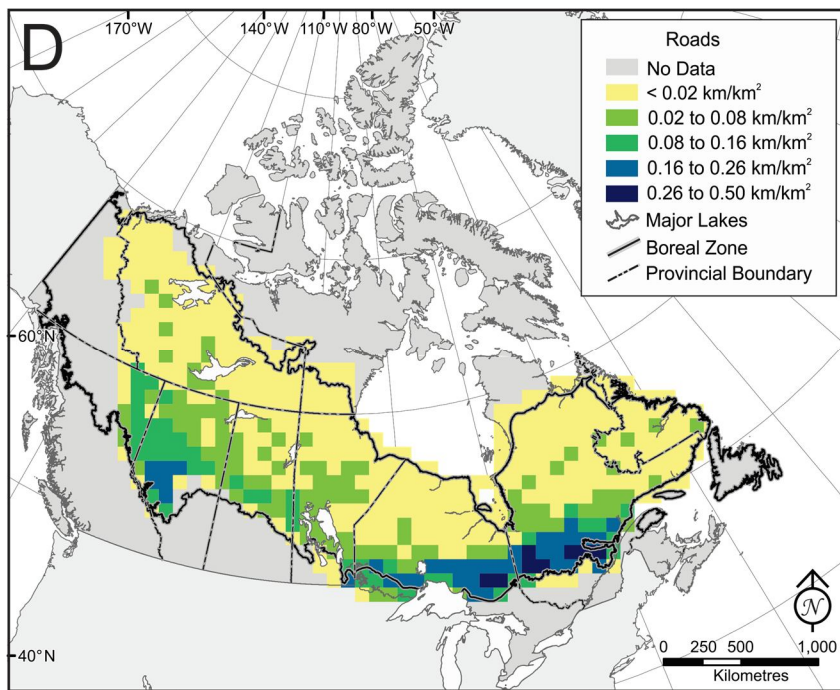 D
170°W
140°W
110°W
80°W
50°W
Roads
No Data
< 0.02 km/km²
0.02 to 0.08 km/km²
0.08 to 0.16 km/km²
0.16 to 0.26 km/km²
0.26 to 0.50 km/km²
Major Lakes
Boreal Zone
Provincial Boundary
60°N
40°N
N
0 250 500 1,000
Kilometres